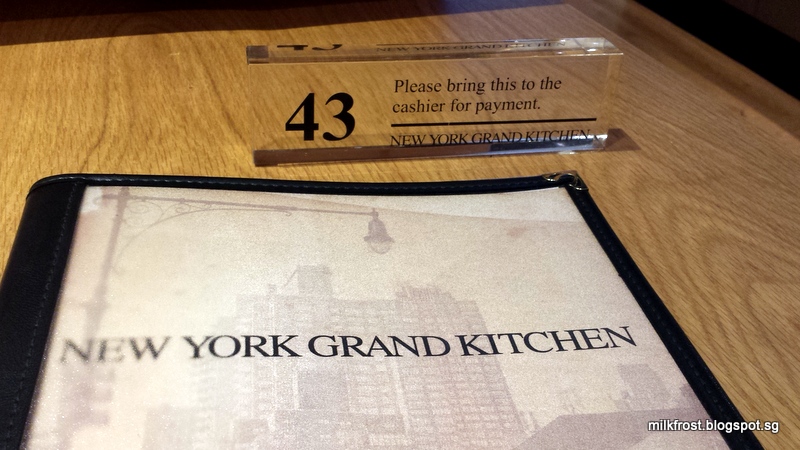 43
Please bring this to the
cashier for payment.
NEW YORK GRAND KITCHEN
NEW YORK GRAND KITCHEN
milkfrost.blogspot.sg